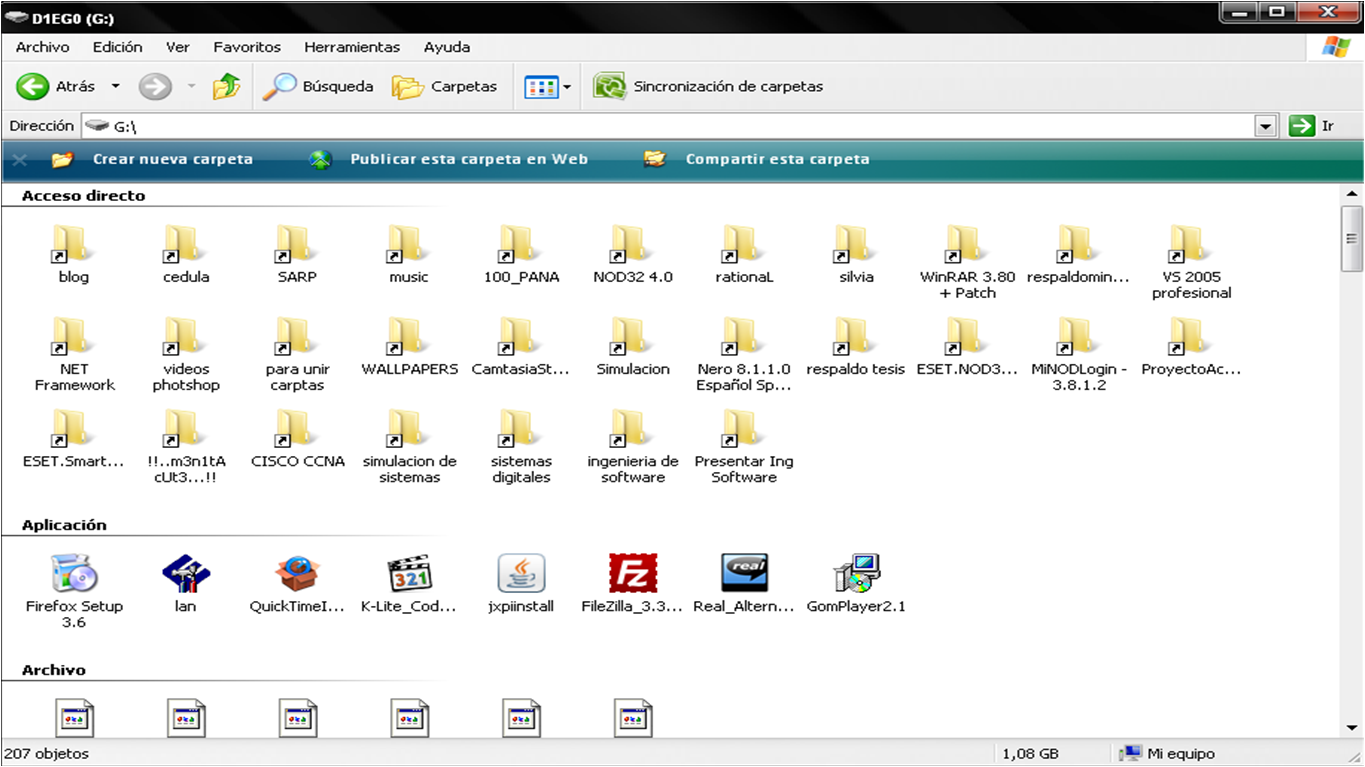 D1EG0 (G:)
Archivo Edición Ver Favoritos Herramientas Ayuda
Atrás Búsqueda Carpetas Sincronización de carpetas
Dirección G:\ Ir
Crear nueva carpeta Publicar esta carpeta en Web Compartir esta carpeta
Acceso directo
blog
cedula
SARP
music
100_PANA
NOD32 4.0
rationaL
silvia
WinRAR 3.80
+ Patch
respaldomin...
VS 2005
profesional
NET
Framework
videos
photshop
para unir
carptas
WALLPAPERS
CamtasiaSt...
Simulacion
Nero 8.1.1.0
Español Sp...
respaldo tesis
ESET.NOD3...
MiNODLogin -
3.8.1.2
ProyectoAc...
ESET.Smart...
!!..m3n1tA
cUt3...!!
CISCO CCNA
simulacion de
sistemas
sistemas
digitales
ingenieria de
software
Presentar Ing
Software
Aplicación
Firefox Setup
3.6
lan
QuickTimeI...
321
K-Lite_Cod...
jxpiinstall
Fz
FileZilla_3.3...
real
Real_Altern...
GomPlayer2.1
Archivo
207 objetos 1,08 GB Mi equipo